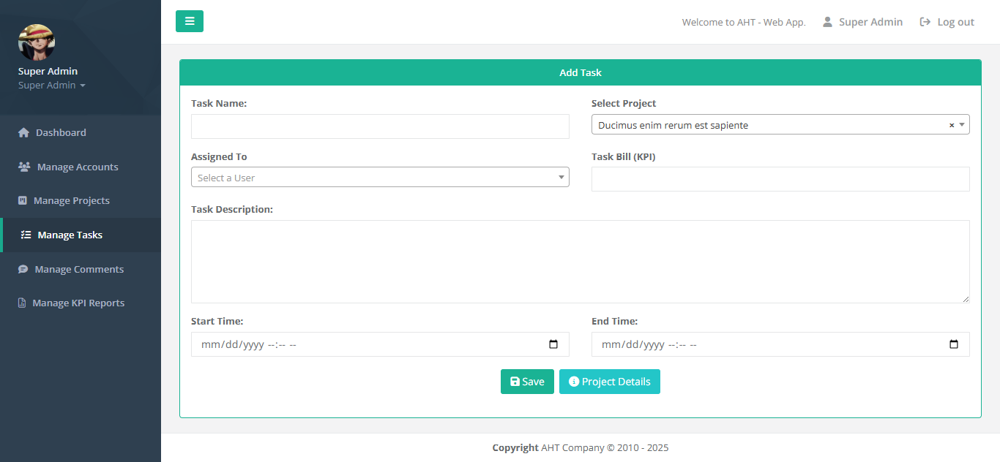 Welcome to AHT - Web App.
Super Admin
Log out
Super Admin
Super Admin
Dashboard
Manage Accounts
Manage Projects
Manage Tasks
Manage Comments
Manage KPI Reports
Add Task
Task Name:
Select Project
Ducimus enim rerum est sapiente
×
Assigned To
Task Bill (KPI)
Select a User
Task Description:
Start Time:
End Time:
mm/dd/yyyy --:-- --
mm/dd/yyyy --:-- --
Save
Project Details
Copyright AHT Company © 2010 - 2025